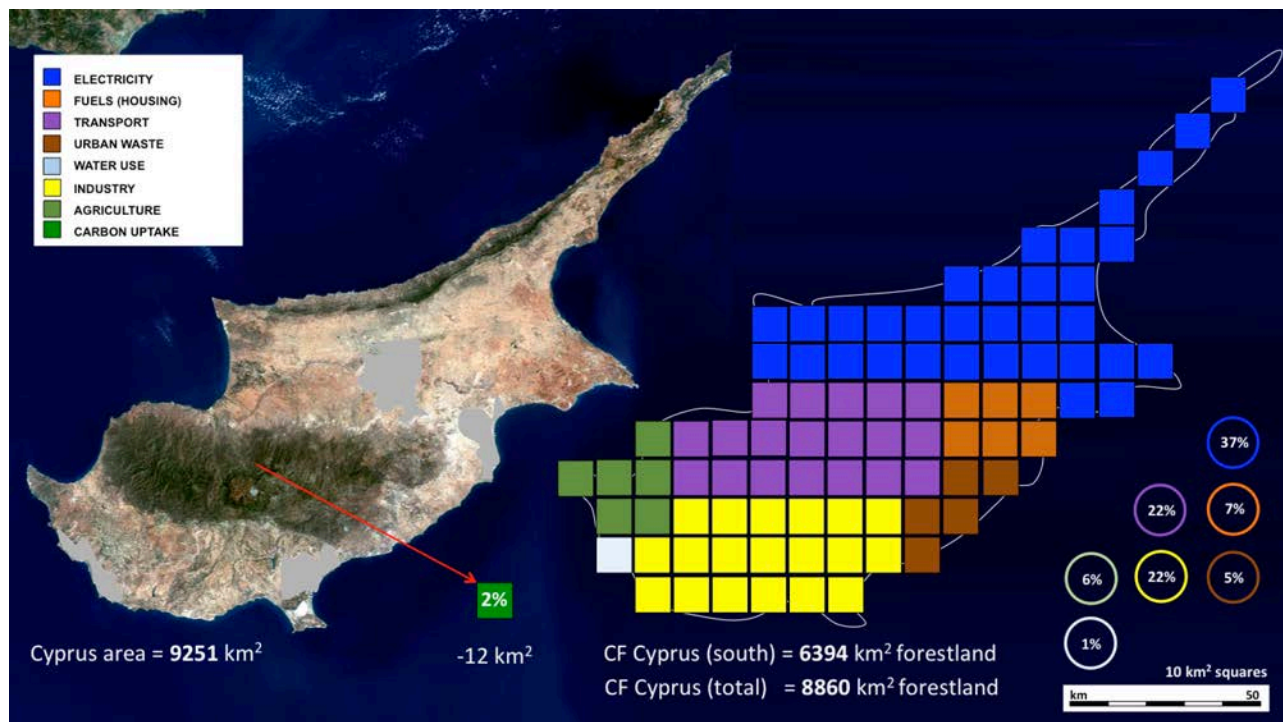 ELECTRICITY
FUELS (HOUSING)
TRANSPORT
URBAN WASTE
WATER USE
INDUSTRY
AGRICULTURE
CARBON UPTAKE
37%
22%
7%
6%
22%
5%
1%
2%
Cyprus area = 9251 km²
-12 km²
CF Cyprus (south) = 6394 km² forestland
CF Cyprus (total) = 8860 km² forestland
10 km² squares
km 50